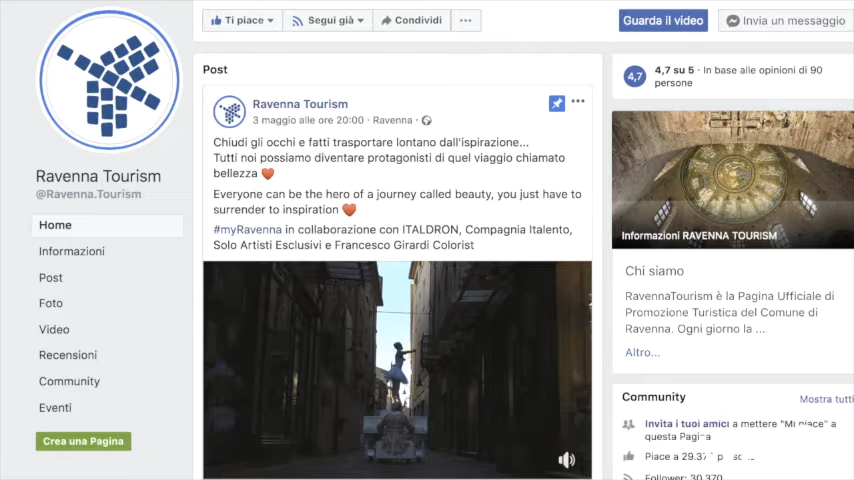 Ti piace
Segui già
Condividi
Guarda il video
Invia un messaggio
Ravenna Tourism
@Ravenna.Tourism
Home
Informazioni
Post
Foto
Video
Recensioni
Community
Eventi
Crea una Pagina
Post
Ravenna Tourism
3 maggio alle ore 20:00 · Ravenna ·
Chiudi gli occhi e fatti trasportare lontano dall'ispirazione...
Tutti noi possiamo diventare protagonisti di quel viaggio chiamato
bellezza
Everyone can be the hero of a journey called beauty, you just have to
surrender to inspiration
#myRavenna in collaborazione con ITALDRON, Compagnia Italento,
Solo Artisti Esclusivi e Francesco Girardi Colorist
4,7
4,7 su 5 · In base alle opinioni di 90
persone
Informazioni RAVENNA TOURISM
Chi siamo
RavennaTourism è la Pagina Ufficiale di
Promozione Turistica del Comune di
Ravenna. Ogni giorno la ...
Altro...
Community
Mostra tutti
Invita i tuoi amici a mettere "Mi piace" a
questa Pagina
Piace a
Follower: 30.370